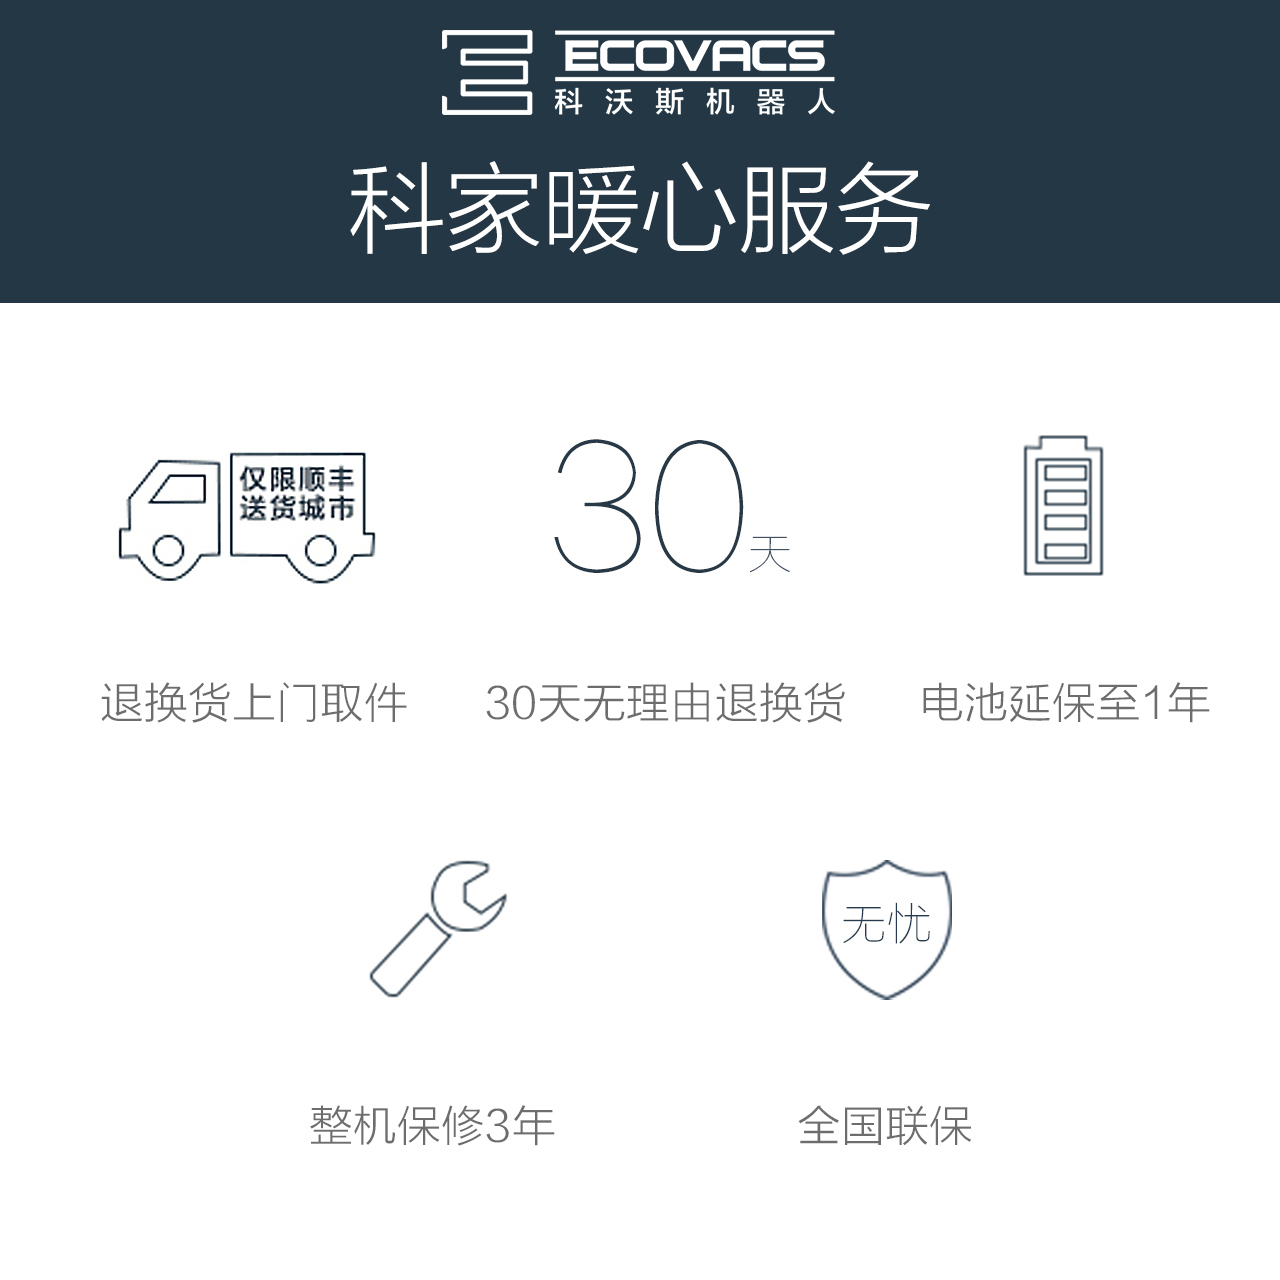 ECOVACS
科沃斯机器人
科家暖心服务
仅限顺丰
送货城市
30天
退换货上门取件
30天无理由退换货
电池延保至1年
无忧
整机保修3年
全国联保